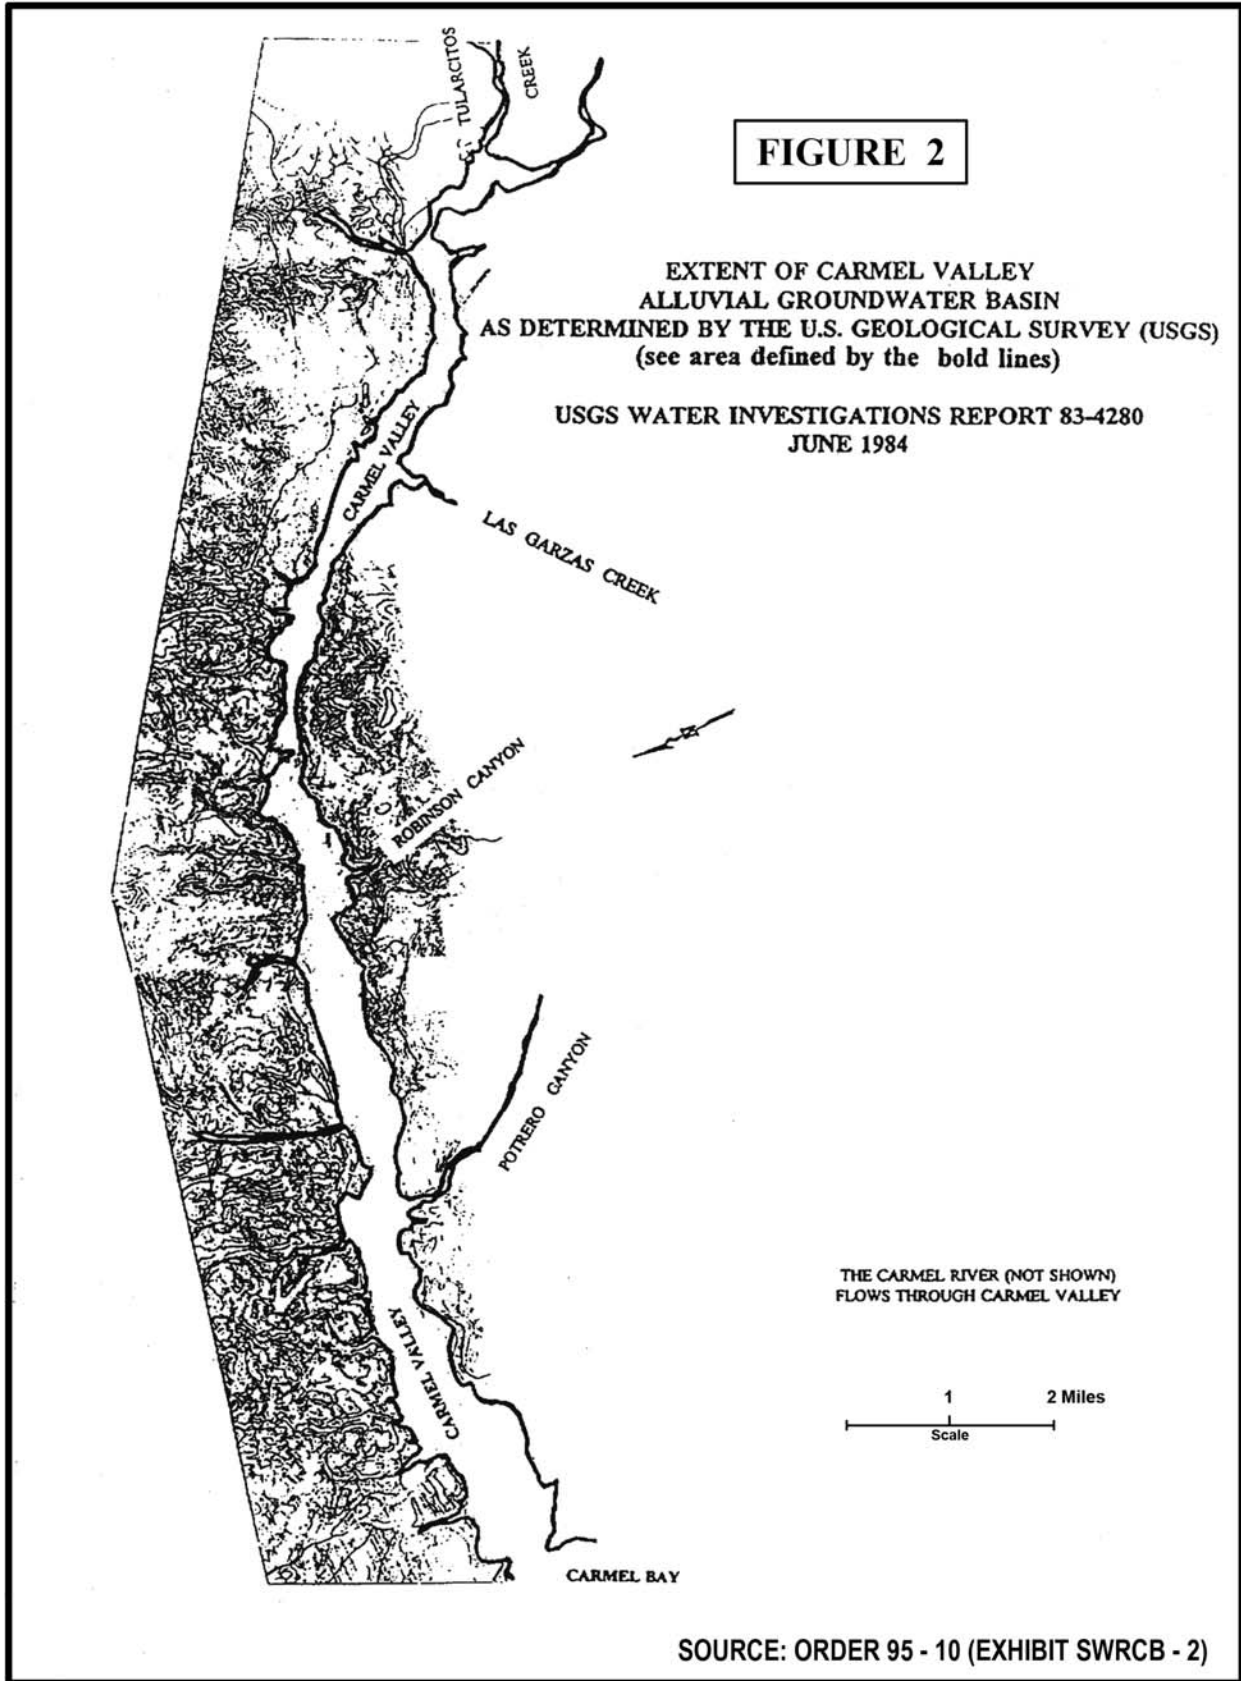 TULARCITOS
CREEK
FIGURE 2
EXTENT OF CARMEL VALLEY
ALLUVIAL GROUNDWATER BASIN
AS DETERMINED BY THE U.S. GEOLOGICAL SURVEY (USGS)
(see area defined by the bold lines)
USGS WATER INVESTIGATIONS REPORT 83-4280
JUNE 1984
CARMEL VALLEY
LAS GARZAS CREEK
N
ROBINSON CANYON
POTRERO CANYON
THE CARMEL RIVER (NOT SHOWN)
FLOWS THROUGH CARMEL VALLEY
CARMEL VALLEY
1 2 Miles
Scale
CARMEL BAY
SOURCE: ORDER 95 - 10 (EXHIBIT SWRCB - 2)